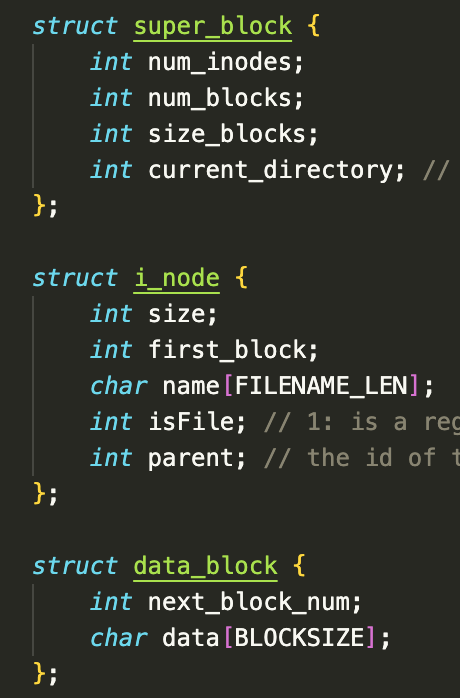 struct super_block {
    int num_inodes;
    int num_blocks;
    int size_blocks;
    int current_directory; //
};
struct i_node {
    int size;
    int first_block;
    char name[FILENAME_LEN];
    int isFile; // 1: is a
    int parent; // the id of
};
struct data_block {
    int next_block_num;
    char data[BLOCKSIZE];
};